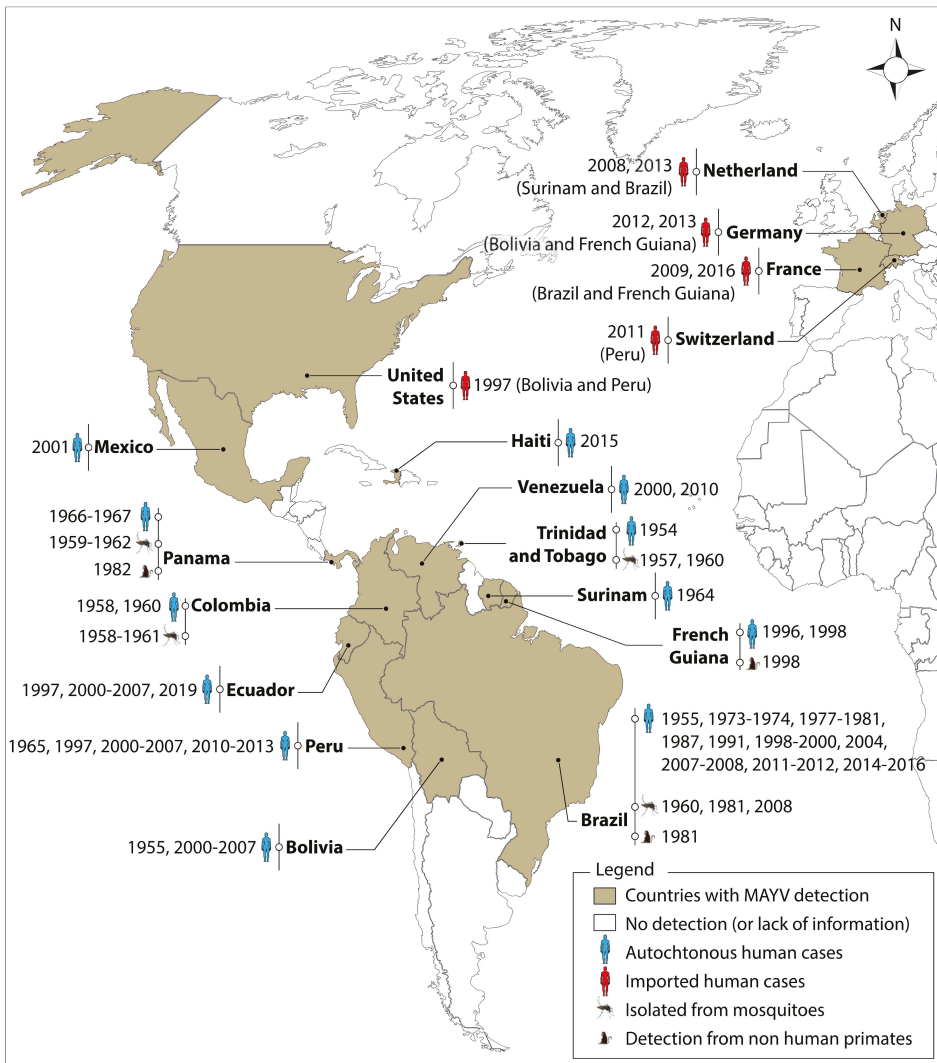 N
2008, 2013
(Surinam and Brazil)
Netherland
2012, 2013
(Bolivia and French Guiana)
Germany
2009, 2016
(Brazil and French Guiana)
France
2011
(Peru)
Switzerland
United
States
1997 (Bolivia and Peru)
2001
Mexico
Haiti
2015
Venezuela
2000, 2010
1966-1967
1959-1962
1982
Panama
Trinidad
and Tobago
1954
1957, 1960
1958, 1960
1958-1961
Colombia
Surinam
1964
French
Guiana
1996, 1998
1998
1997, 2000-2007, 2019
Ecuador
1965, 1997, 2000-2007, 2010-2013
Peru
1955, 1973-1974, 1977-1981,
1987, 1991, 1998-2000, 2004,
2007-2008, 2011-2012, 2014-2016
Brazil
1960, 1981, 2008
1981
1955, 2000-2007
Bolivia
Legend
Countries with MAYV detection
No detection (or lack of information)
Autochtonous human cases
Imported human cases
Isolated from mosquitoes
Detection from non human primates